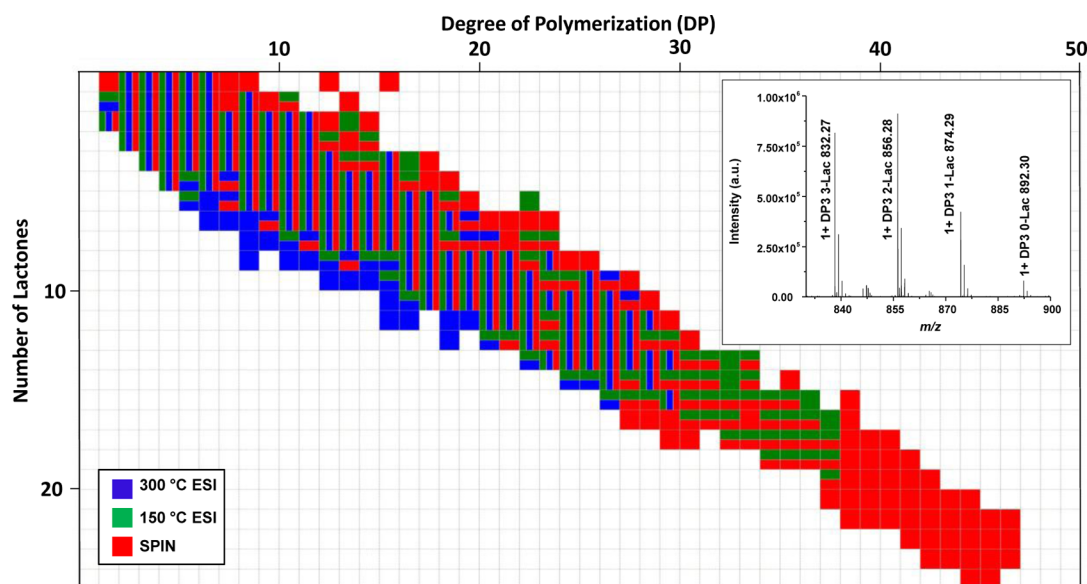 Degree of Polymerization (DP)
10 20 30 40 50
Number of Lactones
10
20
300 °C ESI
150 °C ESI
SPIN
Intensity (a.u.)
1.00x10⁶
7.50x10⁵
5.00x10⁵
2.50x10⁵
0.00
1+ DP3 3-Lac 832.27
1+ DP3 2-Lac 856.28
1+ DP3 1-Lac 874.29
1+ DP3 0-Lac 892.30
840 855 870 885 900
m/z